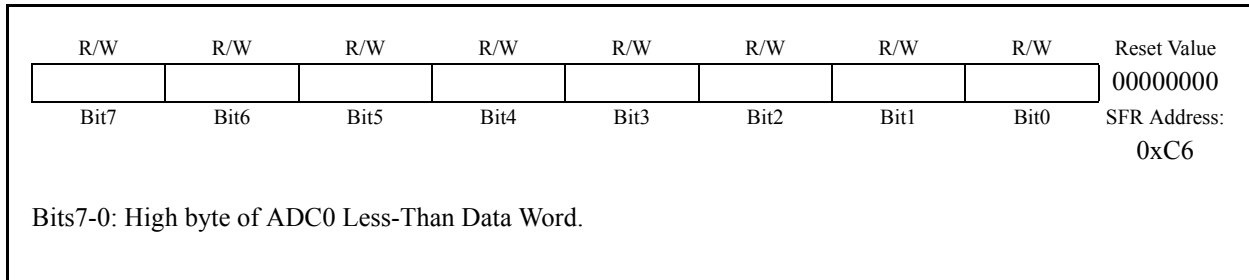 R/W R/W R/W R/W R/W R/W R/W R/W Reset Value
00000000
Bit7 Bit6 Bit5 Bit4 Bit3 Bit2 Bit1 Bit0 SFR Address:
0xC6
Bits7-0: High byte of ADC0 Less-Than Data Word.